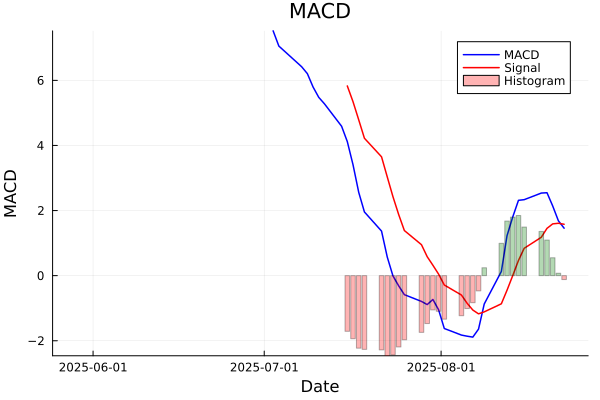 MACD
MACD
Signal
Histogram
MACD
6
4
2
0
−2
2025-06-01
2025-07-01
2025-08-01
Date